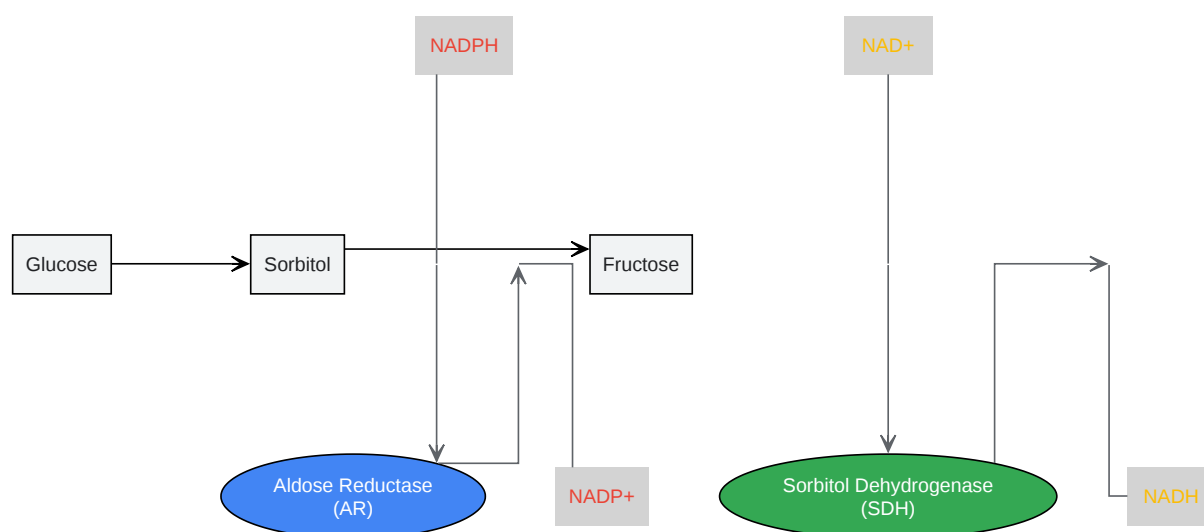 NADPH
NAD+
Glucose
Sorbitol
Fructose
Aldose Reductase
(AR)
NADP+
Sorbitol Dehydrogenase
(SDH)
NADH